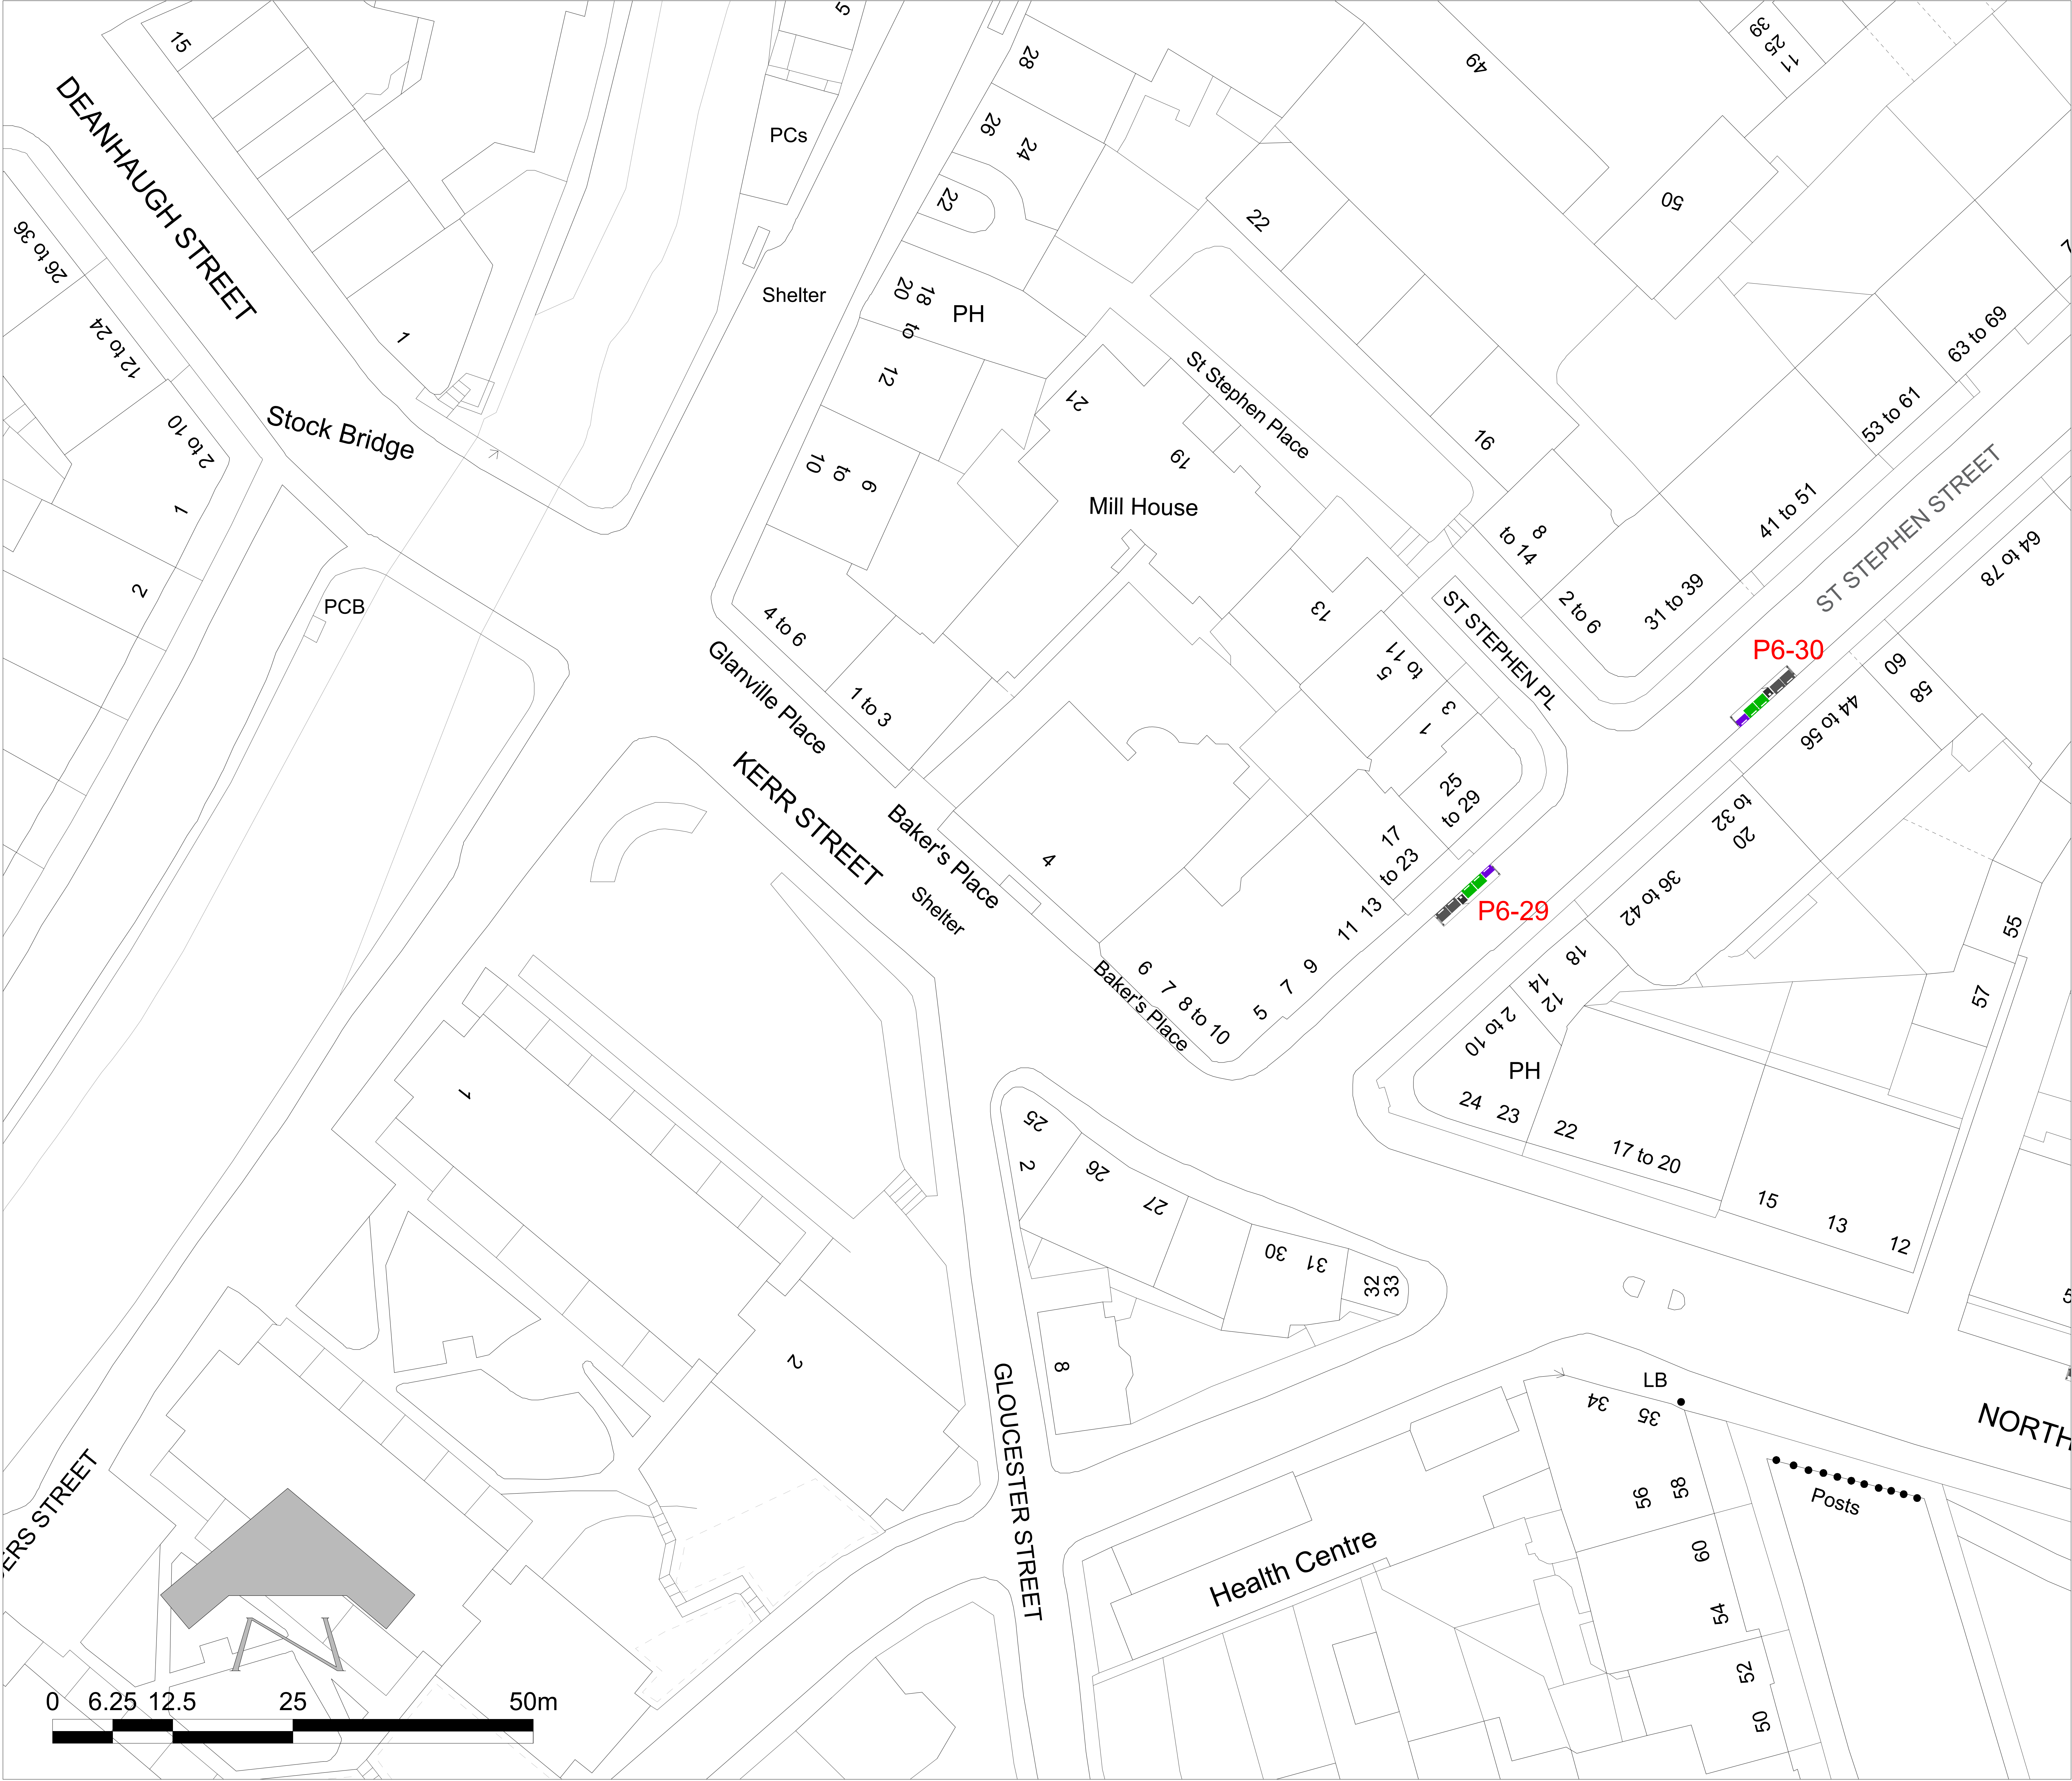 15
DEANHAUGH STREET
26 to 36
12 to 24
2 to 10
1
2
1
Stock Bridge
PCB
5
PCs
Shelter
28
26
24
22
20
18
to
PH
12
10
to
6
4 to 6
1 to 3
Glanville Place
KERR STREET
Baker's Place
Shelter
Baker's Place
21
19
Mill House
St Stephen Place
22
16
49
50
39
25
11
8
to 14
2 to 6
31 to 39
41 to 51
53 to 61
63 to 69
ST STEPHEN STREET
64 to 78
ST STEPHEN PL
13
5
to 11
3
1
25
to 29
17
to 23
4
6
7
8 to 10
5
7
9
11
13
P6-30
P6-29
60
58
44 to 56
20
to 32
36 to 42
18
14
12
2 to 10
10
PH
24
23
22
17 to 20
15
13
12
55
57
25
2
26
27
30
31
32
33
8
1
2
GLOUCESTER STREET
Health Centre
LB
34
35
56
58
60
54
52
50
Posts
NORTH
ERS STREET
0 6.25 12.5 25 50m